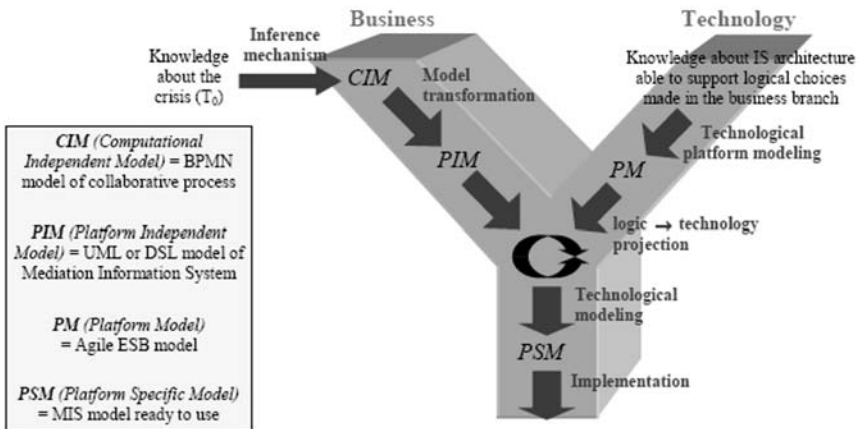 Business
Technology
Inference
mechanism
Knowledge
about the
crisis (T₀)
CIM
Model
transformation
PIM
Knowledge about IS architecture
able to support logical choices
made in the business branch
Technological
platform modeling
PM
logic → technology
projection
Technological
modeling
PSM
Implementation
CIM (Computational
Independent Model) = BPMN
model of collaborative process
PIM (Platform Independent
Model) = UML or DSL model of
Mediation Information System
PM (Platform Model)
= Agile ESB model
PSM (Platform Specific Model)
= MIS model ready to use